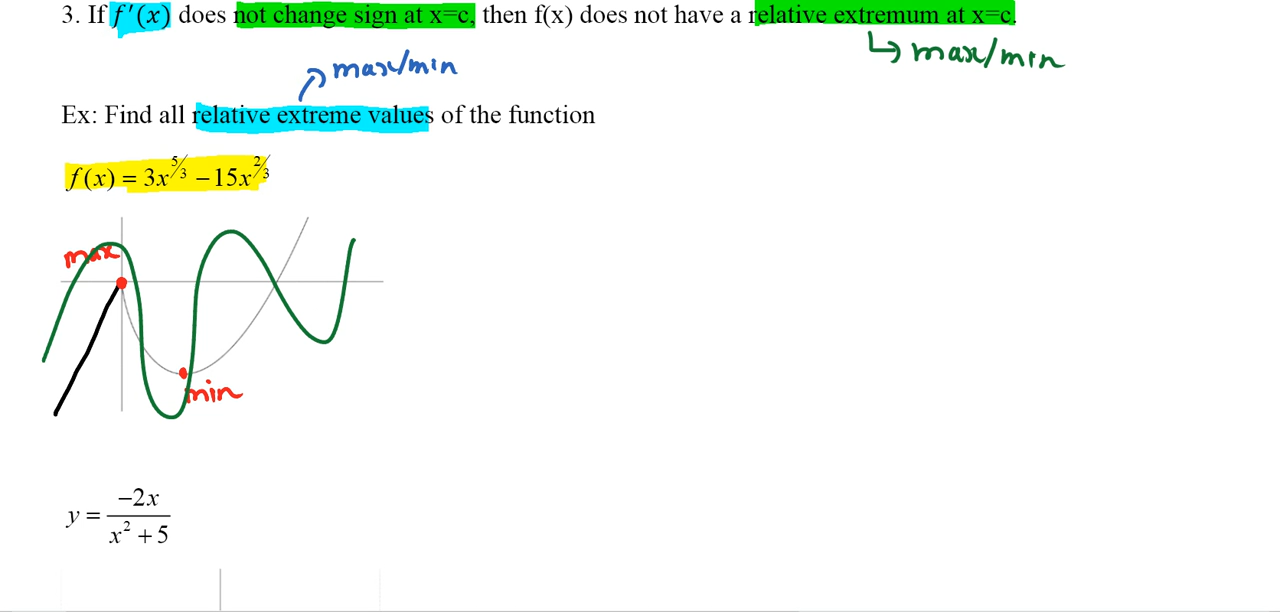 3. If f′(x) does not change sign at x=c, then f(x) does not have a relative extremum at x=c.
max/min
max/min
Ex: Find all relative extreme values of the function
f(x) = 3x^(5/3) − 15x^(2/3)
max
min
y = −2x / x² + 5